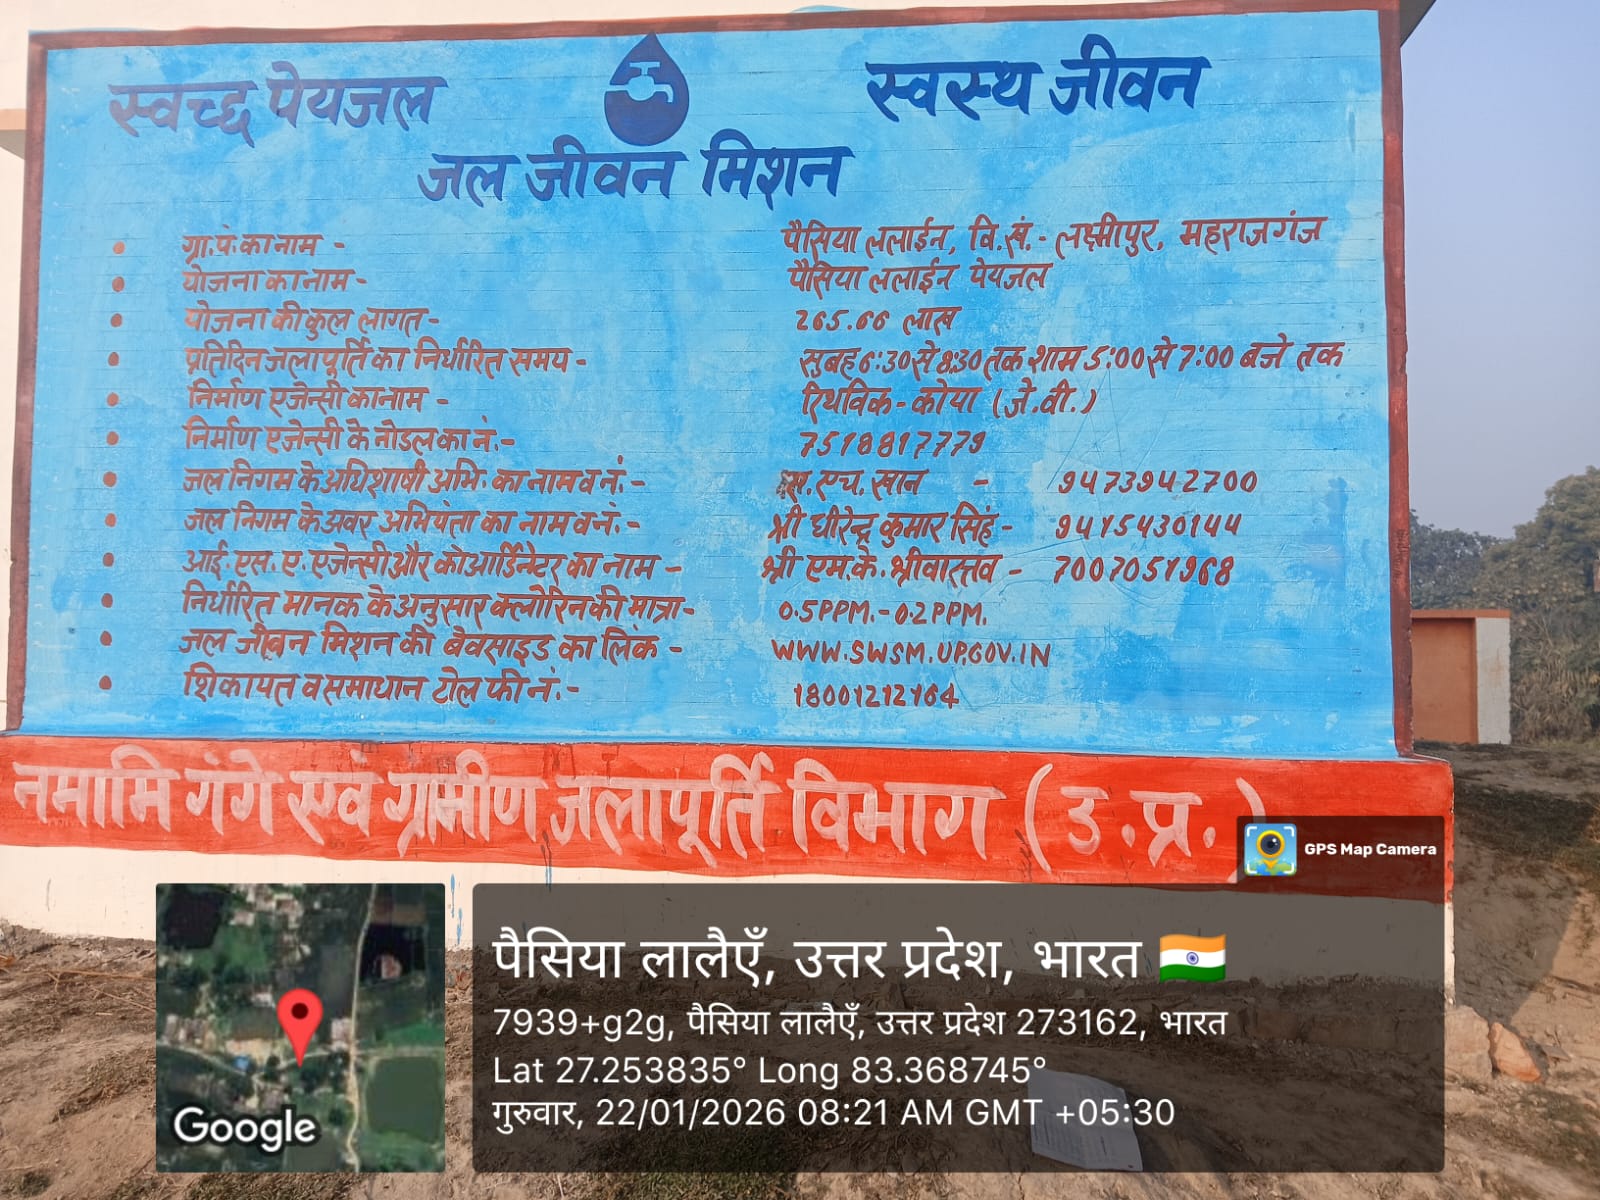 स्वच्छ पेयजल स्वस्थ जीवन
जल जीवन मिशन
ग्रा.पं. का नाम - पैसिया ललाईन, वि.खं.- लक्ष्मीपुर, महराजगंज
योजना का नाम - पैसिया ललाईन पेयजल
योजना की कुल लागत - 265.66 लाख
प्रतिदिन जलापूर्ति का निर्धारित समय - सुबह 6:30 से 8:30 तक शाम 5:00 से 7:00 बजे तक
निर्माण एजेन्सी का नाम - रिथविक - कोया (जे.वी.)
निर्माण एजेन्सी के नोडल का नं.- 7518817779
जल निगम के अधिशाषी अभि. का नाम व नं.- एच. खान - 9473942700
जल निगम के अवर अभियंता का नाम व नं.- श्री धीरेन्द्र कुमार सिंह - 9415430144
आई.एस.ए. एजेन्सी और कोआर्डिनेटर का नाम - श्री एम.के. श्रीवास्तव - 7007051968
निर्धारित मानक के अनुसार क्लोरिन की मात्रा- 0.5PPM.-0.2PPM.
जल जीवन मिशन की बैवसाइड का लिंक - WWW.SWSM.UP.GOV.IN
शिकायत व समाधान टोल फी नं.- 18001212164
नमामि गंगे एवं ग्रामीण जलापूर्ति विभाग (उ.प्र.)
GPS Map Camera
पैसिया लालैएँ, उत्तर प्रदेश, भारत
7939+g2g, पैसिया लालैएँ, उत्तर प्रदेश 273162, भारत
Lat 27.253835° Long 83.368745°
गुरुवार, 22/01/2026 08:21 AM GMT +05:30
Google